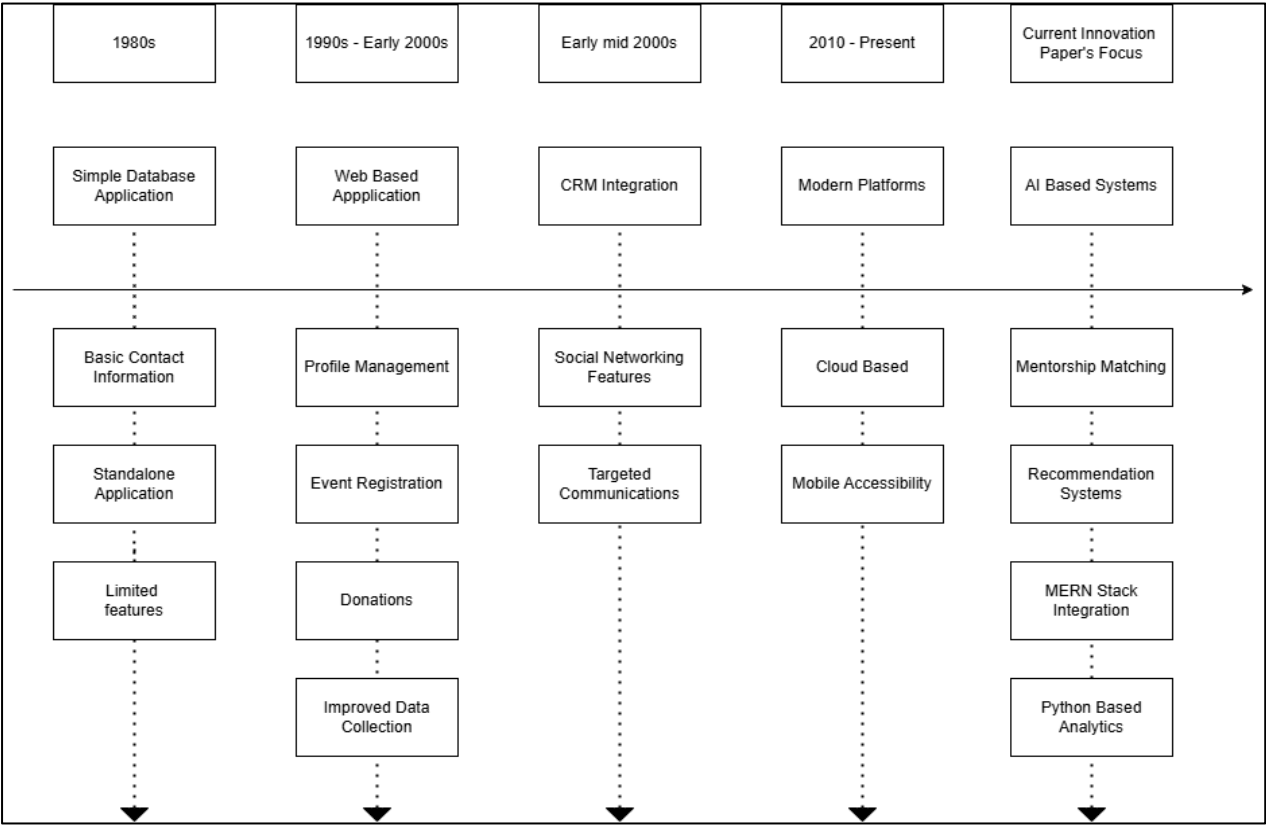 1980s
1990s - Early 2000s
Early mid 2000s
2010 - Present
Current Innovation
Paper's Focus
Simple Database
Application
Web Based
Appplication
CRM Integration
Modern Platforms
AI Based Systems
Basic Contact
Information
Profile Management
Social Networking
Features
Cloud Based
Mentorship Matching
Standalone
Application
Event Registration
Targeted
Communications
Mobile Accessibility
Recommendation
Systems
Limited
features
Donations
MERN Stack
Integration
Improved Data
Collection
Python Based
Analytics